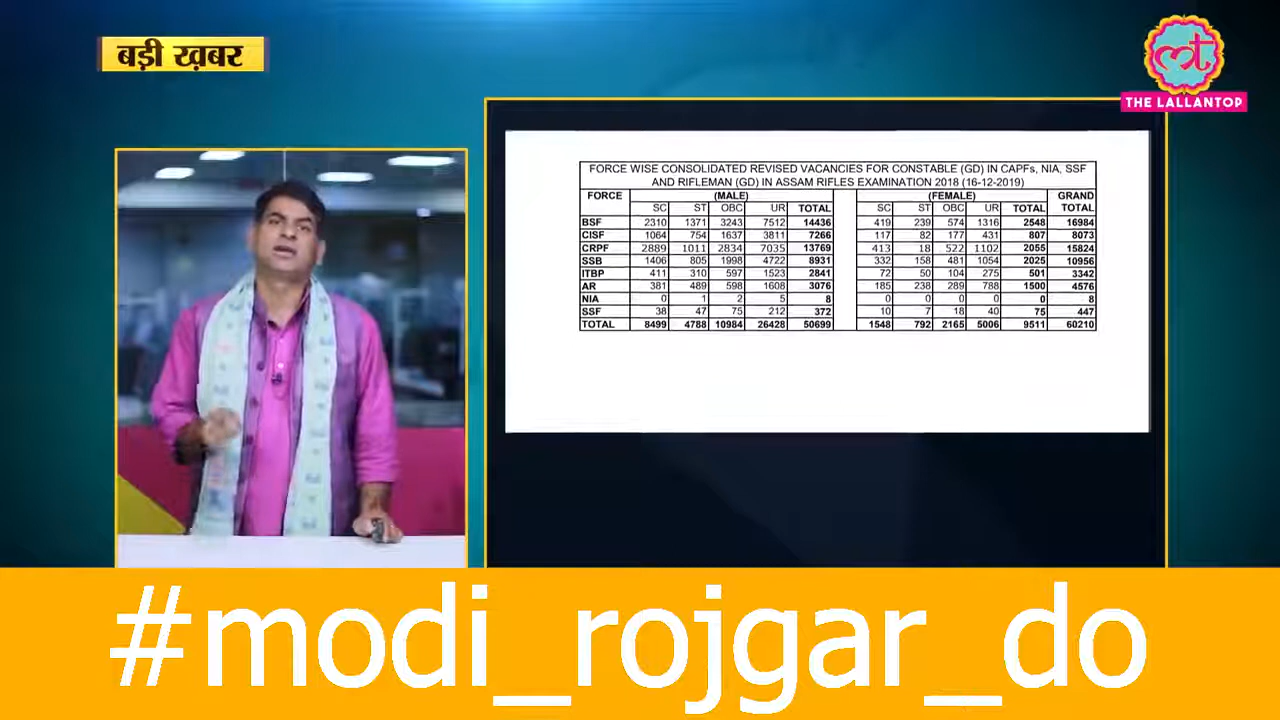 बड़ी ख़बर
mt
THE LALLANTOP
FORCE WISE CONSOLIDATED REVISED VACANCIES FOR CONSTABLE (GD) IN CAPFs, NIA, SSF
AND RIFLEMAN (GD) IN ASSAM RIFLES EXAMINATION 2018 (16-12-2019)
FORCE (MALE) (FEMALE) GRAND
SC ST OBC UR TOTAL SC ST OBC UR TOTAL TOTAL
BSF 2310 1371 3243 7512 14436 419 239 574 1316 2548 16984
CISF 1064 754 1637 3811 7266 117 82 177 431 807 8073
CRPF 2889 1011 2834 7035 13769 413 18 522 1102 2055 15824
SSB 1406 805 1998 4722 8931 332 158 481 1054 2025 10956
ITBP 411 310 597 1523 2841 72 50 104 275 501 3342
AR 381 489 598 1608 3076 185 238 289 788 1500 4576
NIA 0 1 2 5 8 0 0 0 0 0 8
SSF 38 47 75 212 372 10 7 18 40 75 447
TOTAL 8499 4788 10984 26428 50699 1548 792 2165 5006 9511 60210
#modi_rojgar_do